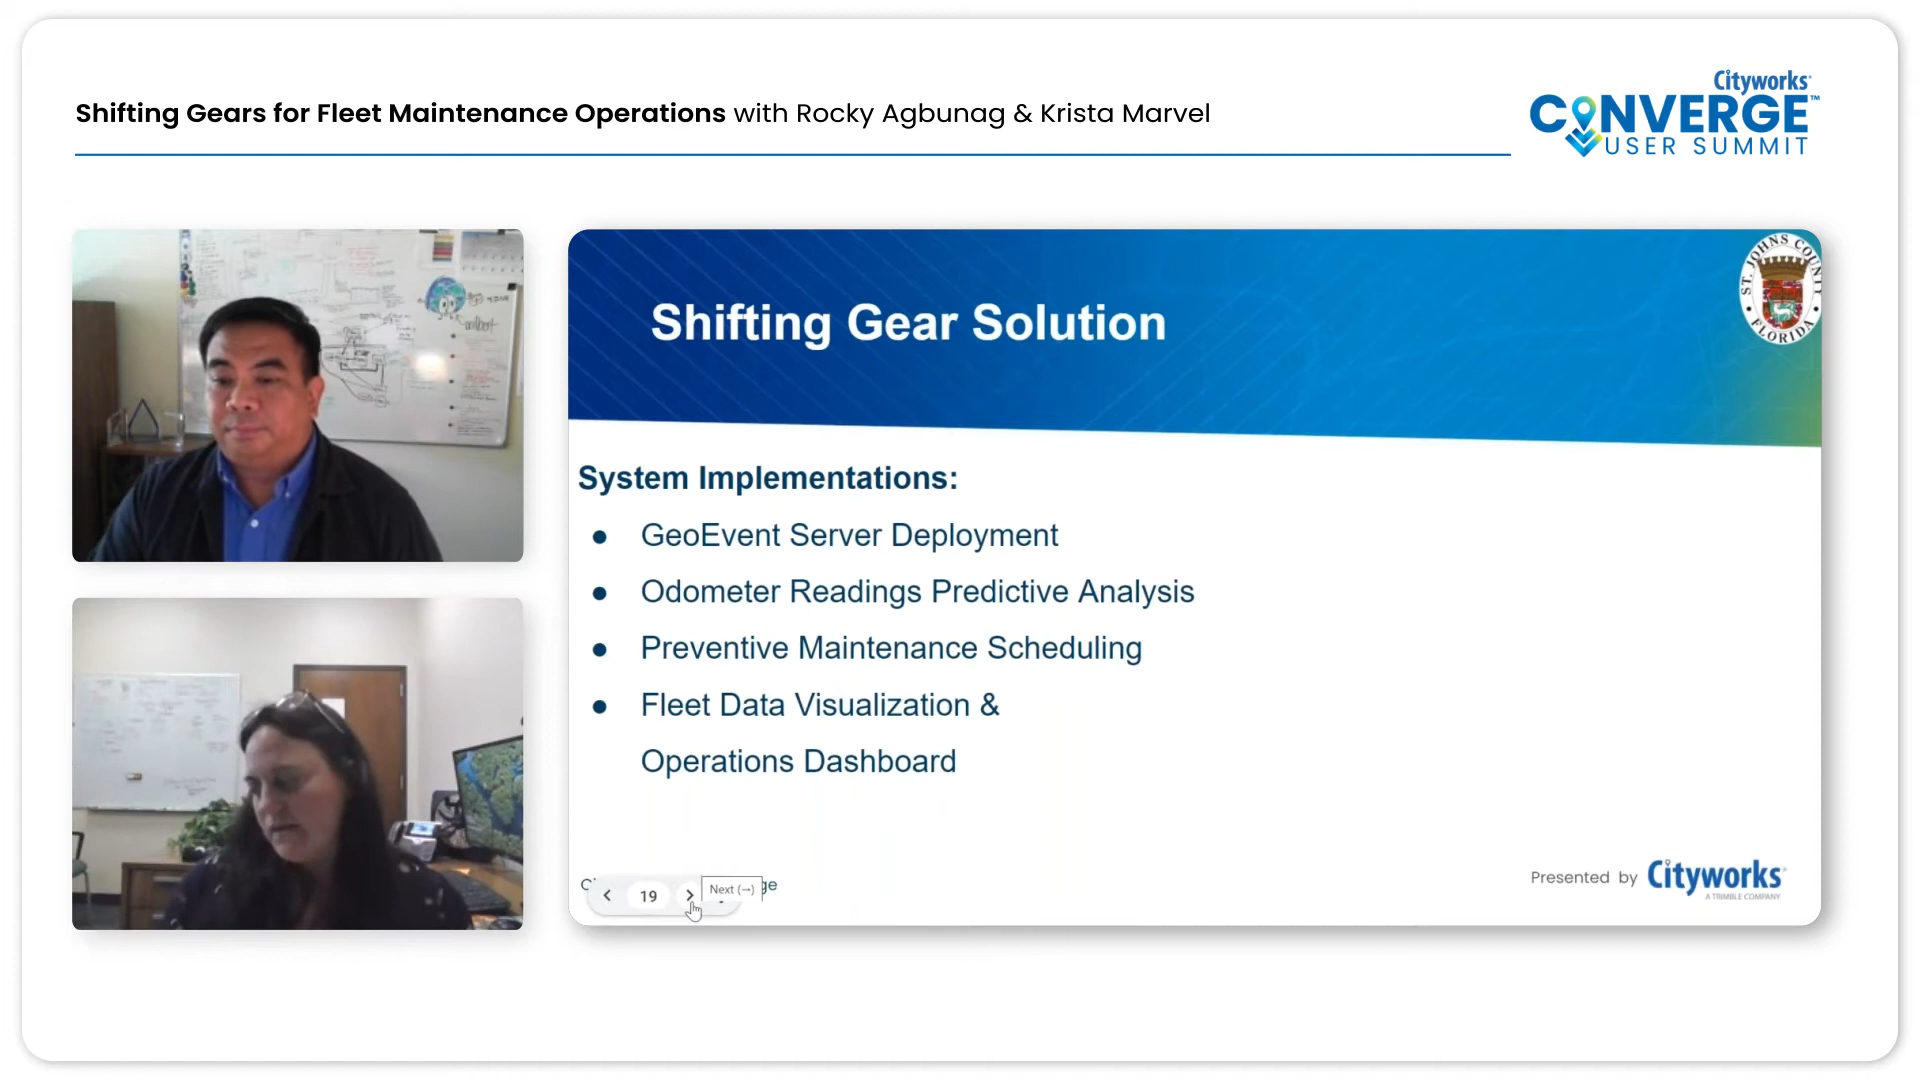 Shifting Gears for Fleet Maintenance Operations with Rocky Agbunag & Krista Marvel
Cityworks
CONVERGE™
USER SUMMIT
Shifting Gear Solution
ST. JOHNS COUNTY
FLORIDA
System Implementations:
● GeoEvent Server Deployment
● Odometer Readings Predictive Analysis
● Preventive Maintenance Scheduling
● Fleet Data Visualization &
Operations Dashboard
19
Next (→)
Presented by Cityworks
A TRIMBLE COMPANY